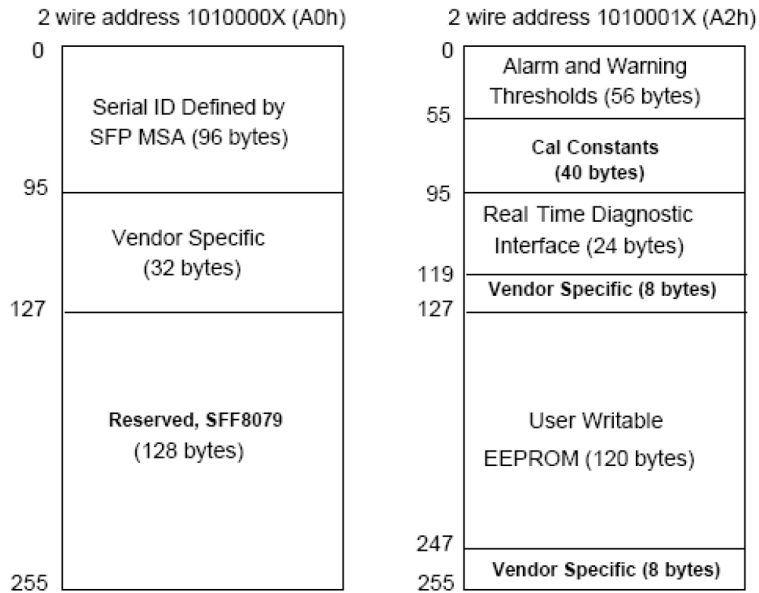 2 wire address 1010000X (A0h)
0
Serial ID Defined by
SFP MSA (96 bytes)
95
Vendor Specific
(32 bytes)
127
Reserved, SFF8079
(128 bytes)
255
2 wire address 1010001X (A2h)
0
Alarm and Warning
Thresholds (56 bytes)
55
Cal Constants
(40 bytes)
95
Real Time Diagnostic
Interface (24 bytes)
119
Vendor Specific (8 bytes)
127
User Writable
EEPROM (120 bytes)
247
Vendor Specific (8 bytes)
255